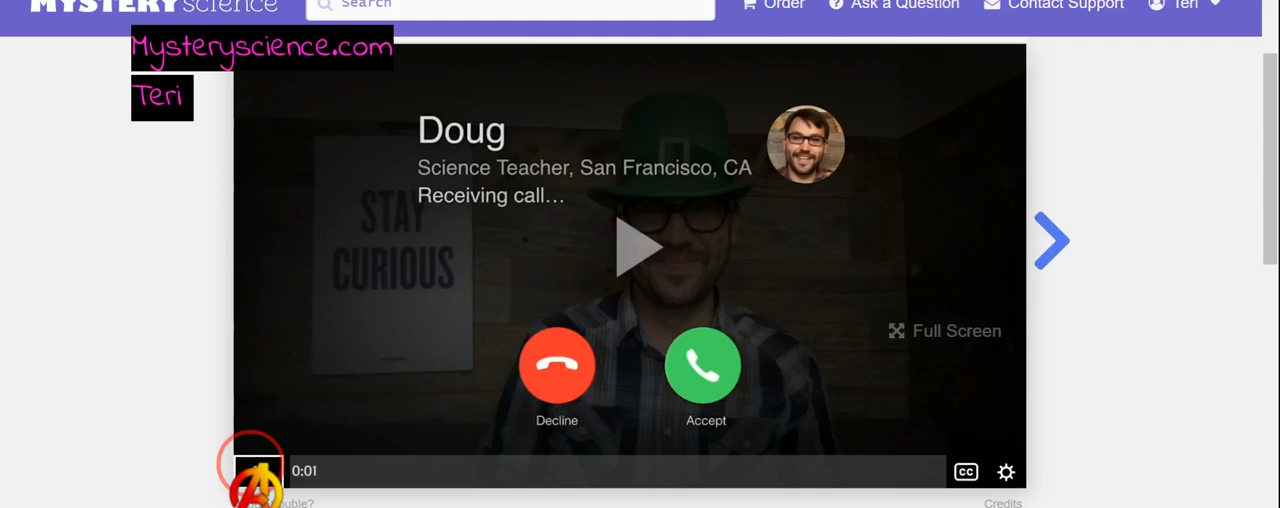 MYSTERY science
Search
Order
Ask a Question
Contact Support
Teri
Mysteryscience.com
Teri
Doug
Science Teacher, San Francisco, CA
Receiving call…
STAY
CURIOUS
Full Screen
Decline
Accept
0:01
CC
Credits